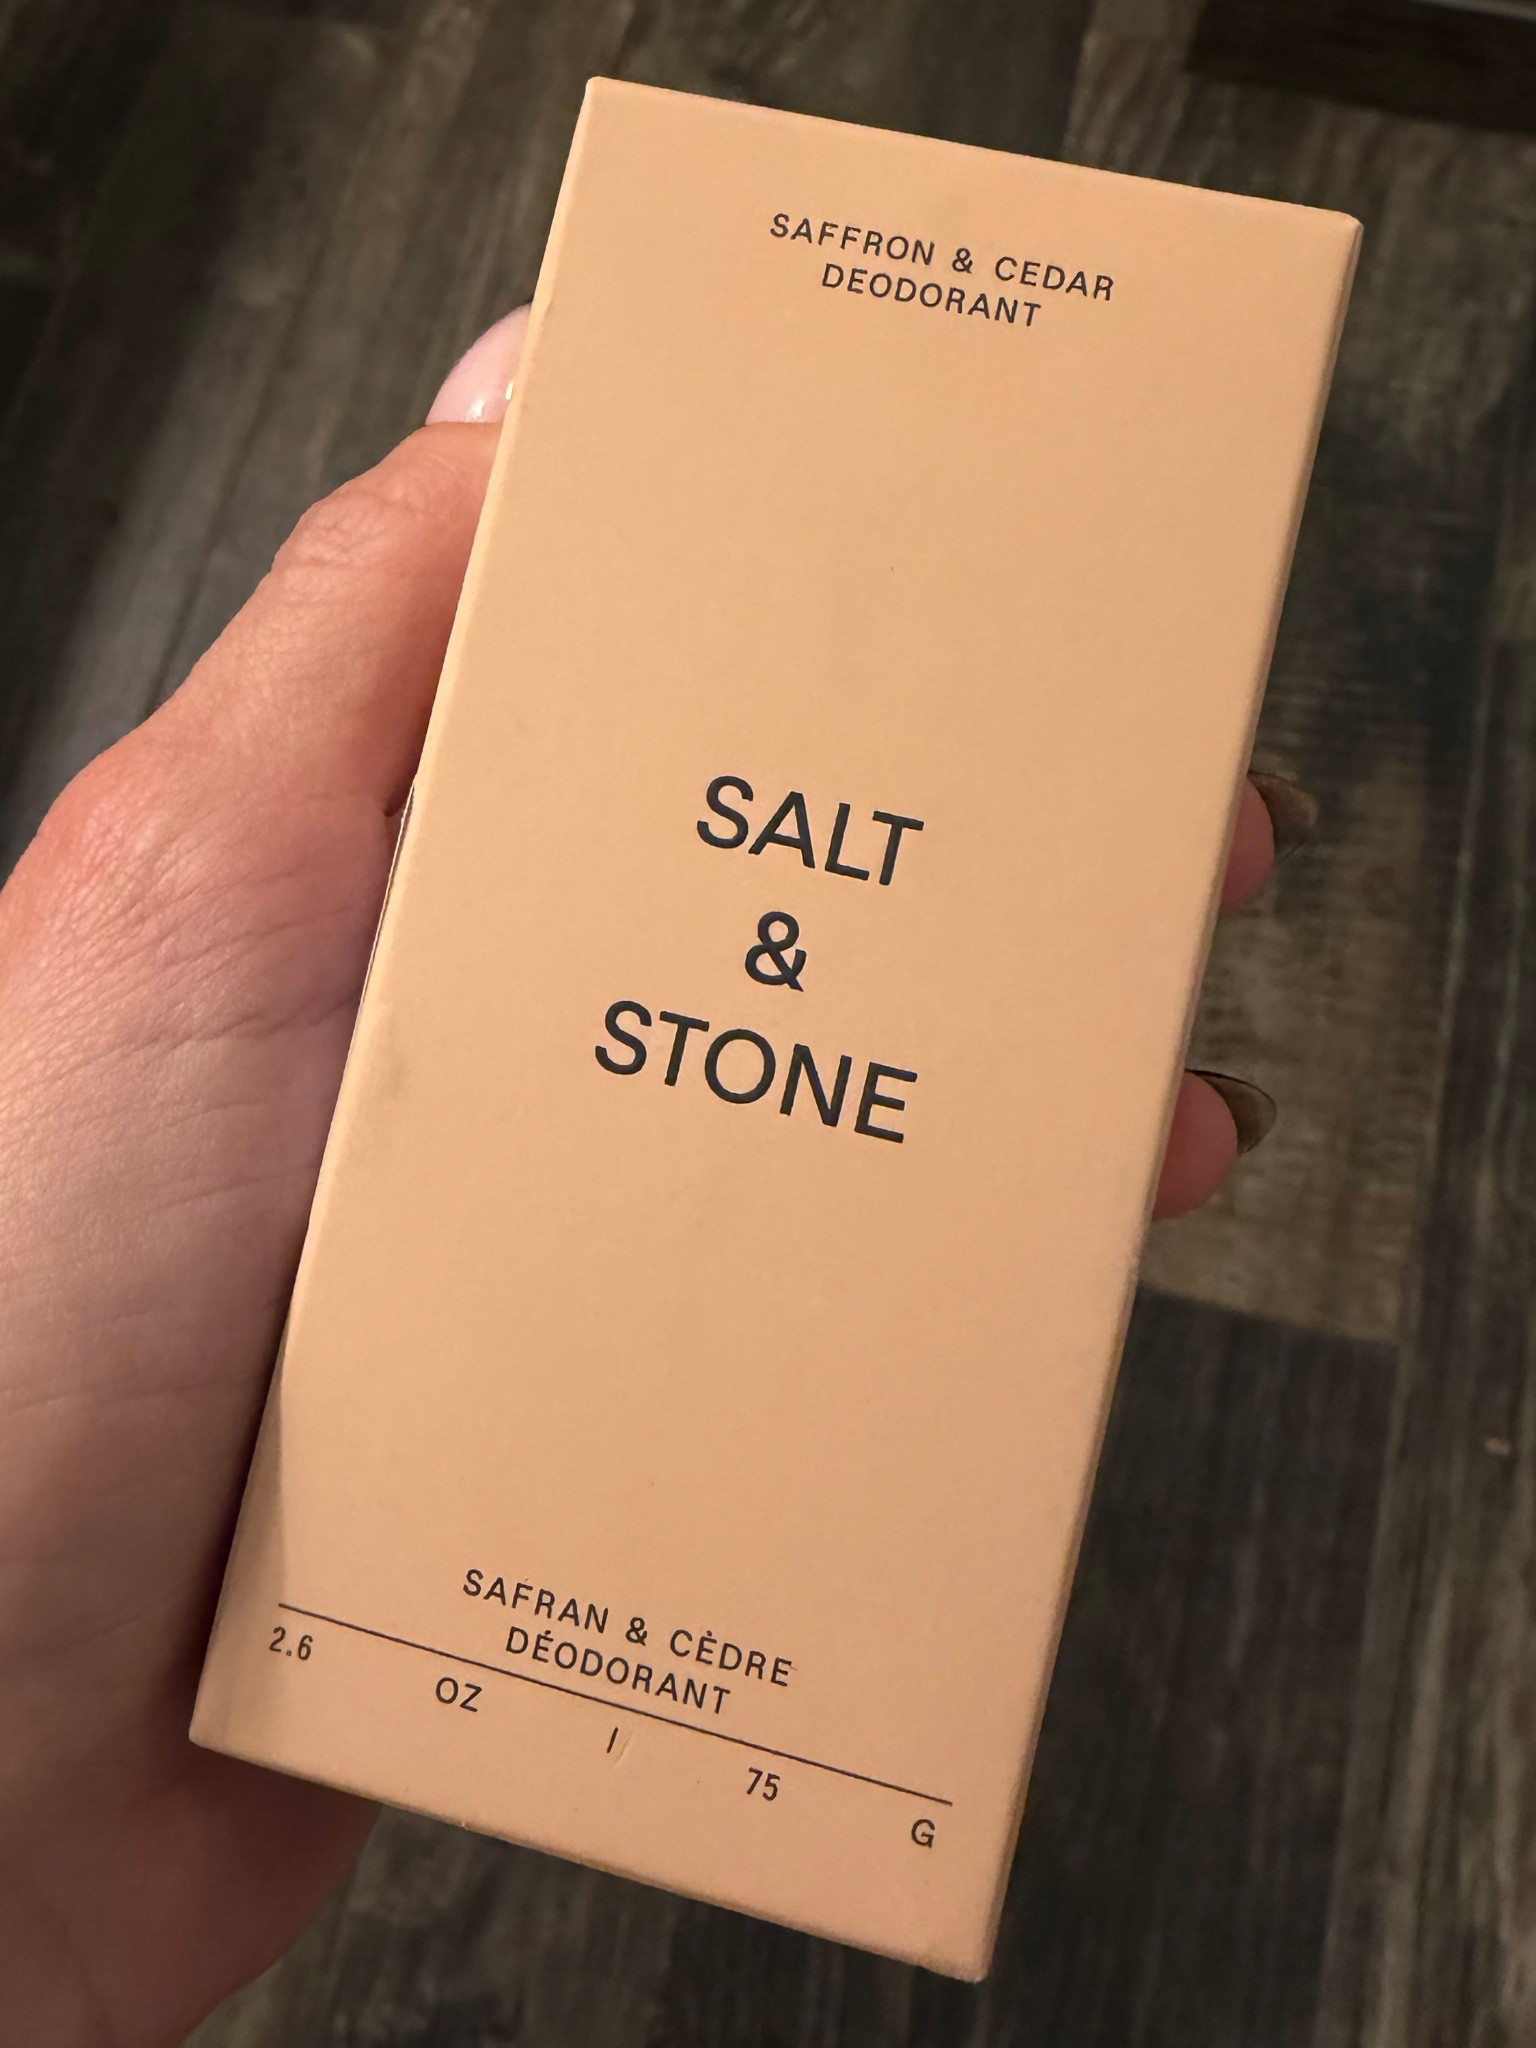 SAFFRON & CEDAR
DEODORANT
SALT
&
STONE
SAFRAN & CÈDRE
DÉODORANT
2.6 OZ / 75 G